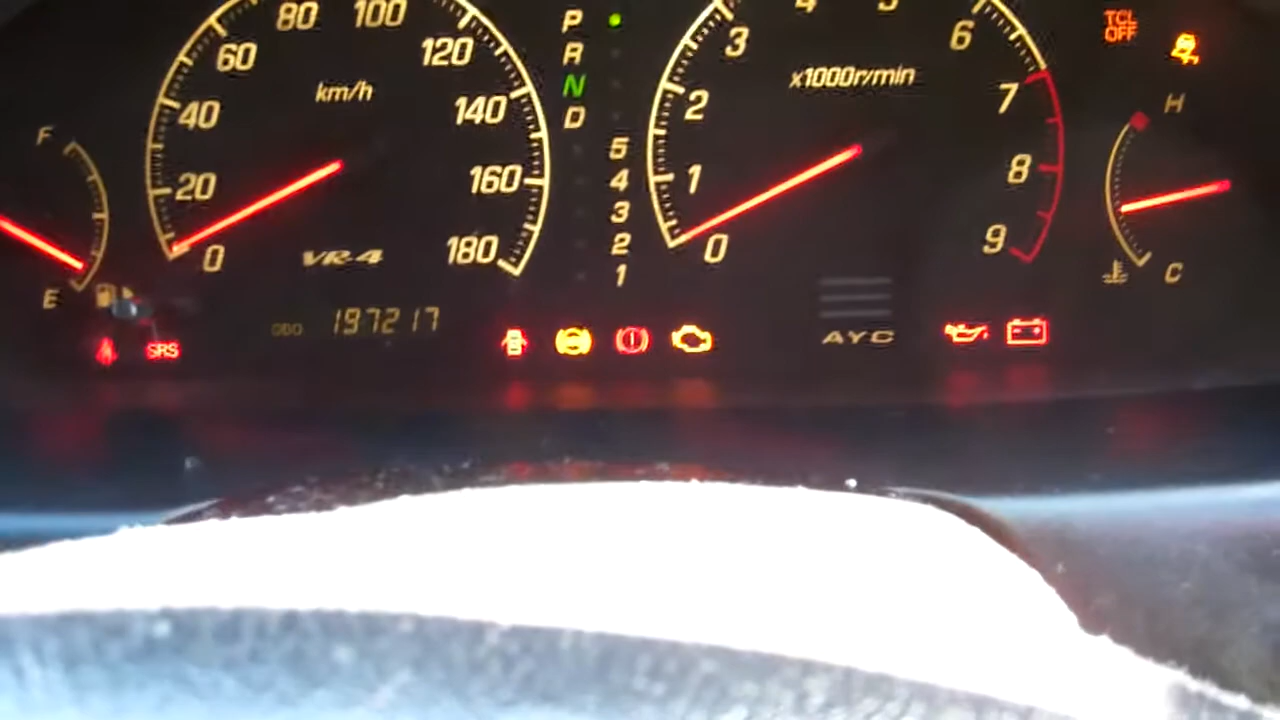 80 100
60 120
40 140
20 160
0 180
km/h
VR-4
ODO 197217
F
E
SRS
P
R
N
D
5
4
3
2
1
3 6
2 7
1 8
0 9
x1000r/min
AYC
TCL
OFF
H
C